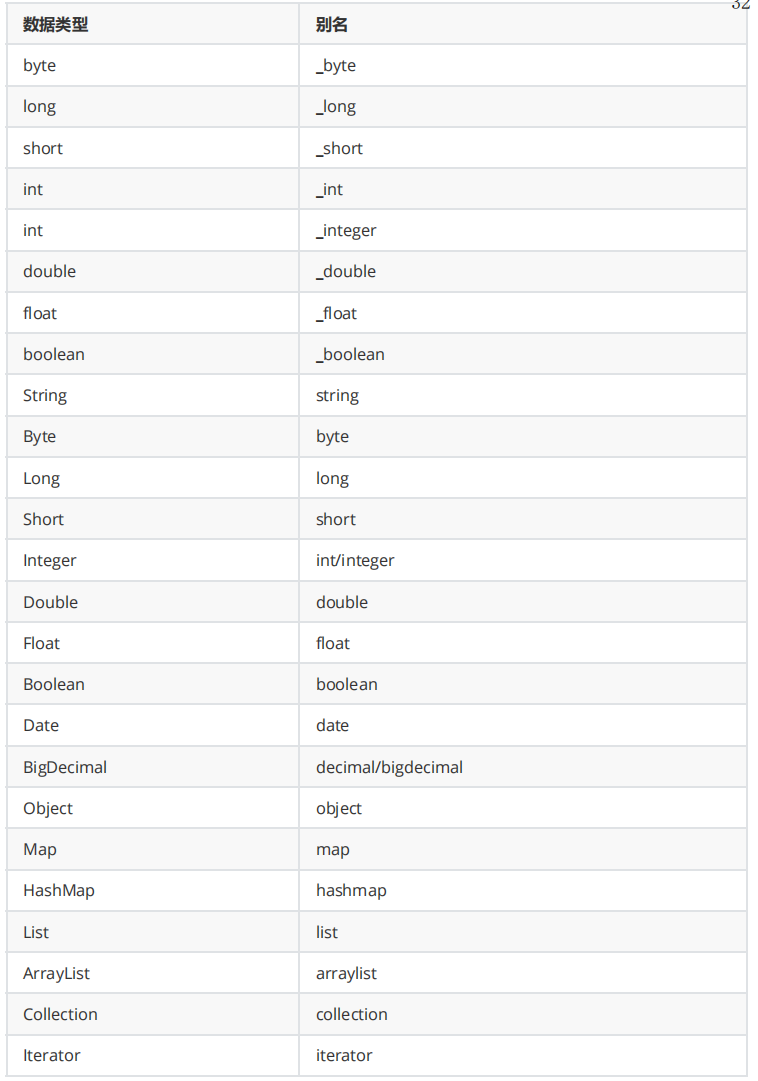 32
数据类型 别名
byte _byte
long _long
short _short
int _int
int _integer
double _double
float _float
boolean _boolean
String string
Byte byte
Long long
Short short
Integer int/integer
Double double
Float float
Boolean boolean
Date date
BigDecimal decimal/bigdecimal
Object object
Map map
HashMap hashmap
List list
ArrayList arraylist
Collection collection
Iterator iterator